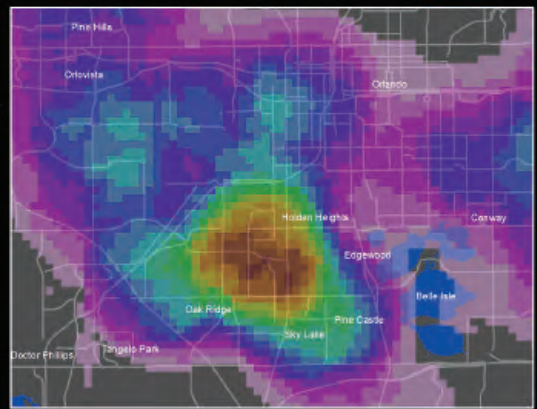 Pine Hills
Orlovista
Orlando
Holden Heights
Conway
Edgewood
Belle Isle
Oak Ridge
Pine Castle
Sky Lake
Doctor Phillips
Tangelo Park